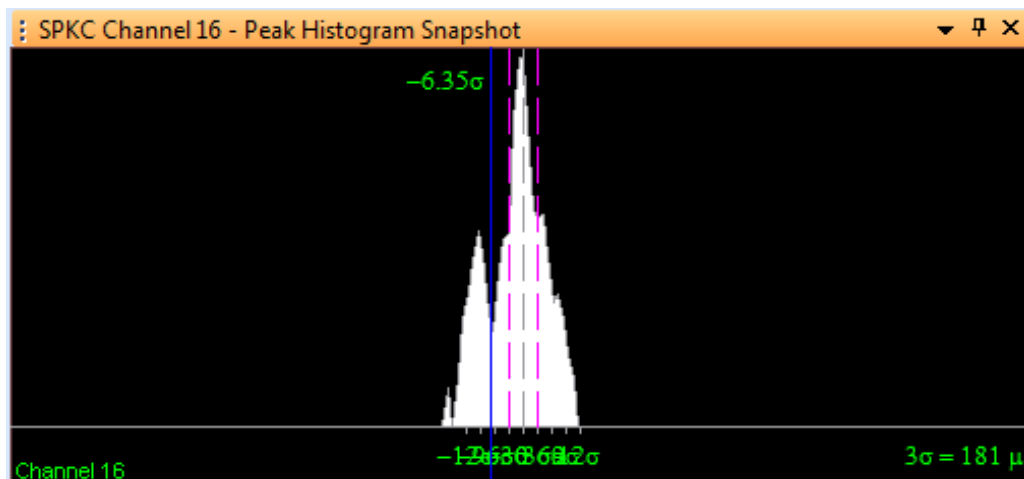 SPKC Channel 16 - Peak Histogram Snapshot
−6.35σ
3σ = 181 μ
Channel 16